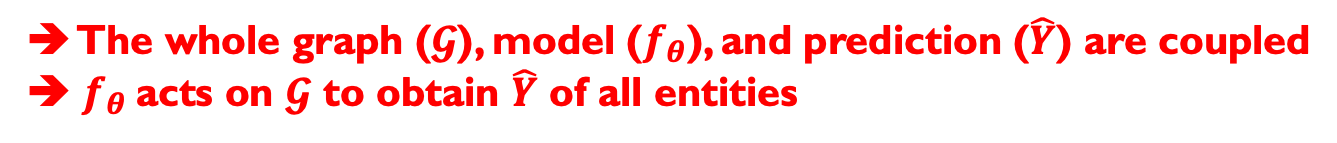 ➔ The whole graph (𝒢), model (𝒇_θ), and prediction (Ŷ) are coupled
➔ 𝒇_θ acts on 𝒢 to obtain Ŷ of all entities